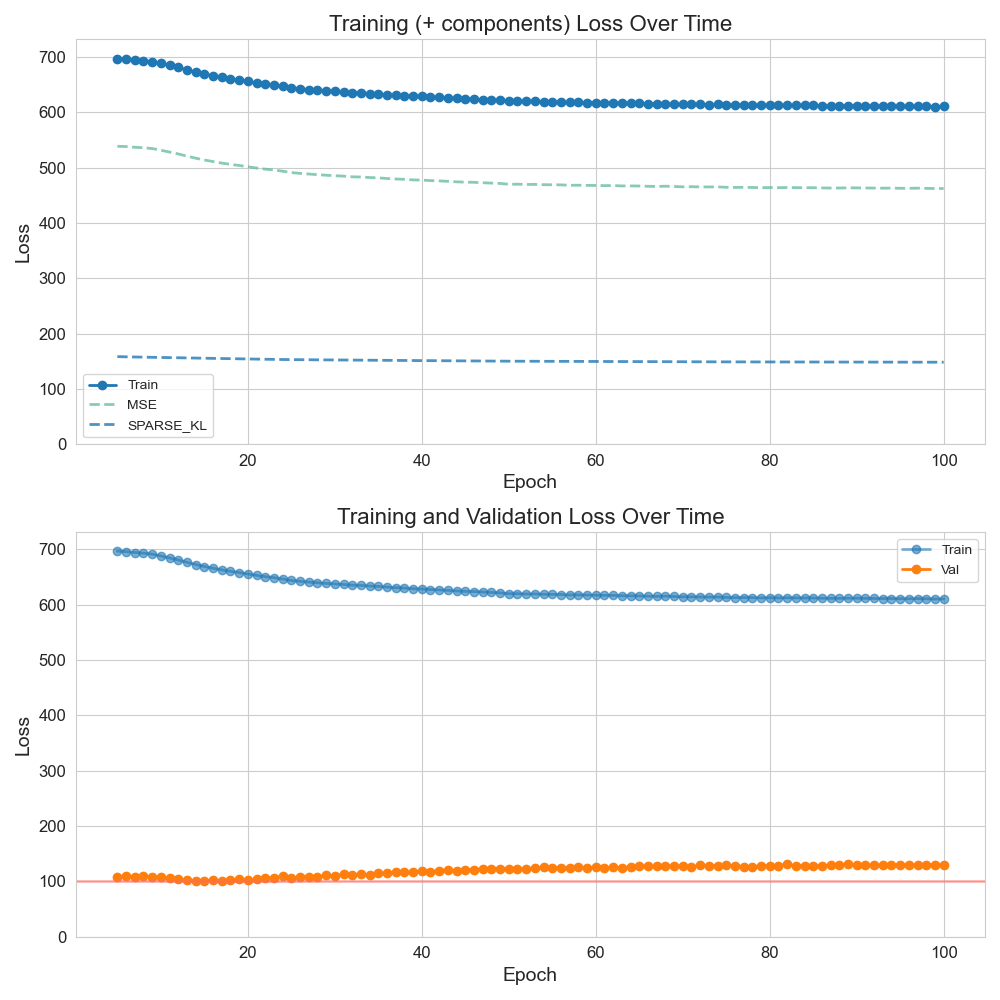 Training (+ components) Loss Over Time
700
600
500
400
300
200
100
0
Loss
Train
MSE
SPARSE_KL
20 40 60 80 100
Epoch
Training and Validation Loss Over Time
700
600
500
400
300
200
100
0
Loss
Train
Val
20 40 60 80 100
Epoch